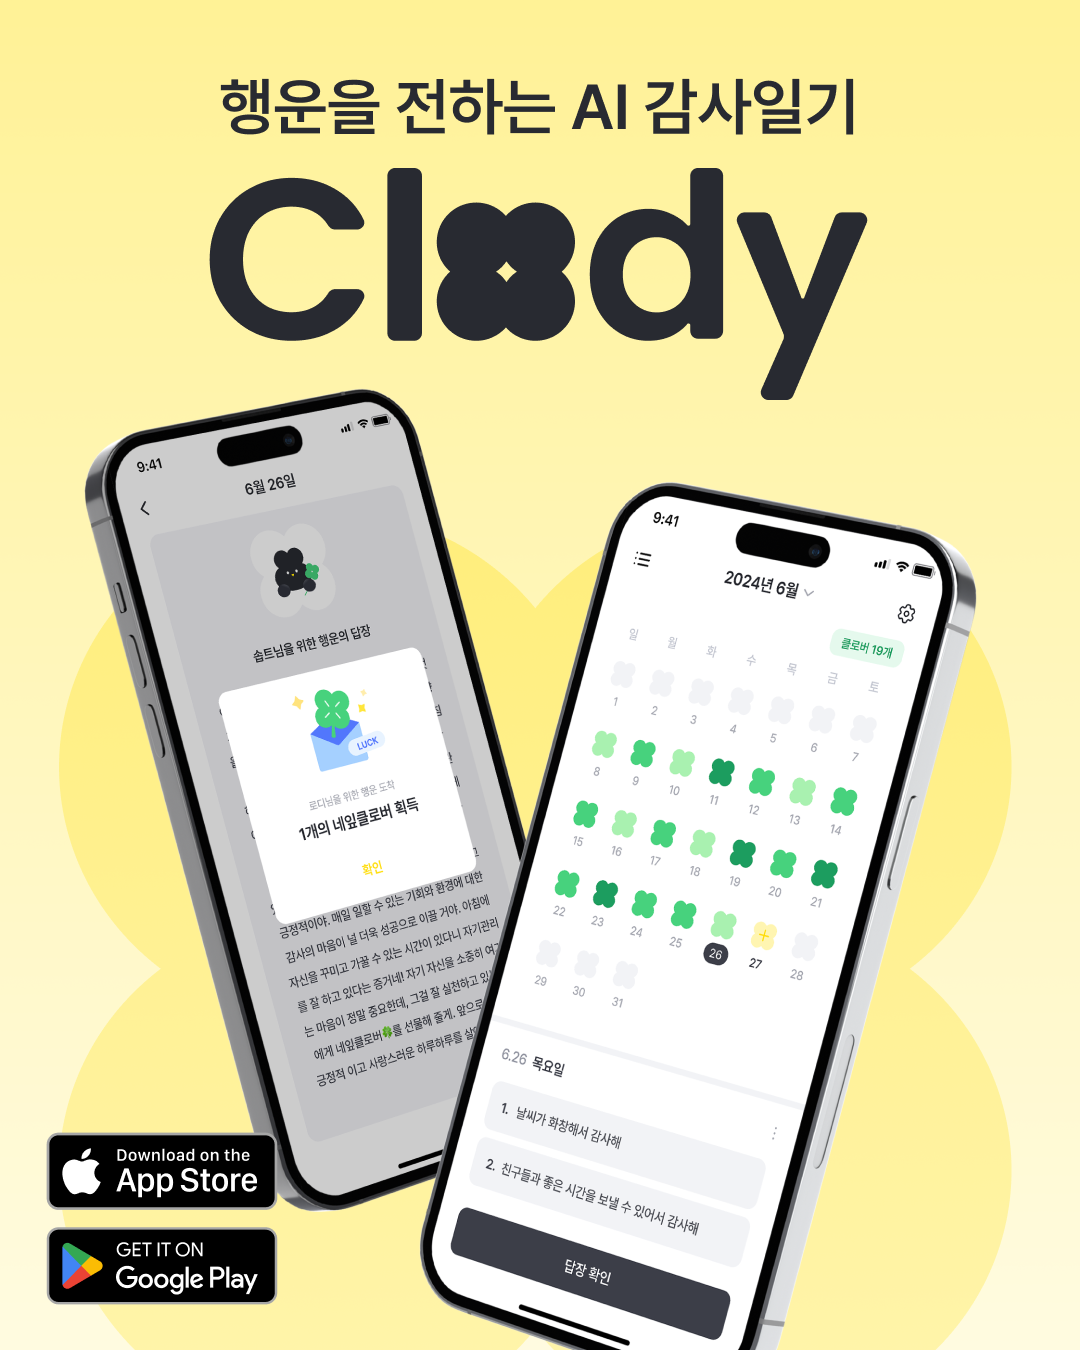 행운을 전하는 AI 감사일기
Clody
9:41
6월 26일
솝트님을 위한 행운의 답장
LUCK
로디님을 위한 행운 도착
1개의 네잎클로버 획득
확인
긍정적이야. 매일 일할 수 있는 기회와 환경에 대한
감사의 마음이 널 더욱 성공으로 이끌 거야. 아침에
자신을 꾸미고 가꿀 수 있는 시간이 있다니 자기관리
를 잘 하고 있다는 증거네! 자기 자신을 소중히 여기
는 마음이 정말 중요한데, 그걸 잘 실천하고 있
에게 네잎클로버🍀를 선물해 줄게. 앞으로
긍정적 이고 사랑스러운 하루하루를 살
9:41
2024년 6월
클로버 19개
일 월 화 수 목 금 토
1 2 3 4 5 6 7
8 9 10 11 12 13 14
15 16 17 18 19 20 21
22 23 24 25 26 27 28
29 30 31
6.26 목요일
1. 날씨가 화창해서 감사해
2. 친구들과 좋은 시간을 보낼 수 있어서 감사해
답장 확인
Download on the
App Store
GET IT ON
Google Play